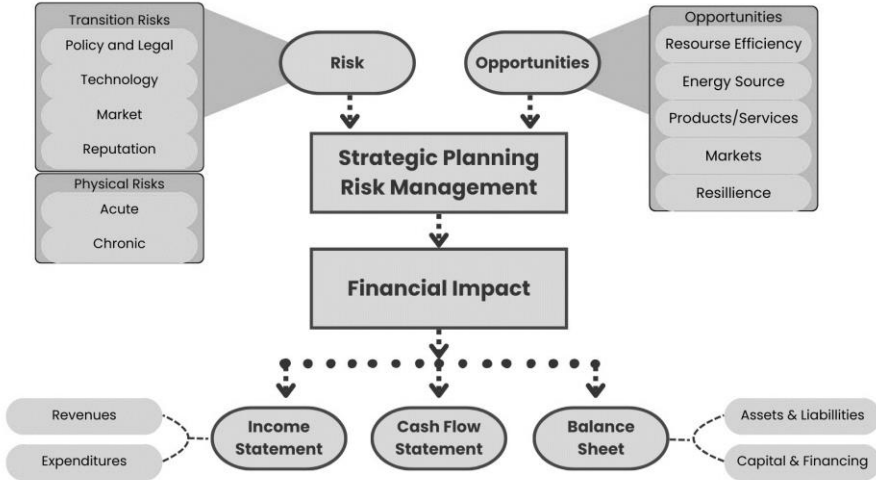 Transition Risks
Policy and Legal
Technology
Market
Reputation
Physical Risks
Acute
Chronic
Risk
Opportunities
Opportunities
Resourse Efficiency
Energy Source
Products/Services
Markets
Resillience
Strategic Planning
Risk Management
Financial Impact
Revenues
Expenditures
Income
Statement
Cash Flow
Statement
Balance
Sheet
Assets & Liabillities
Capital & Financing